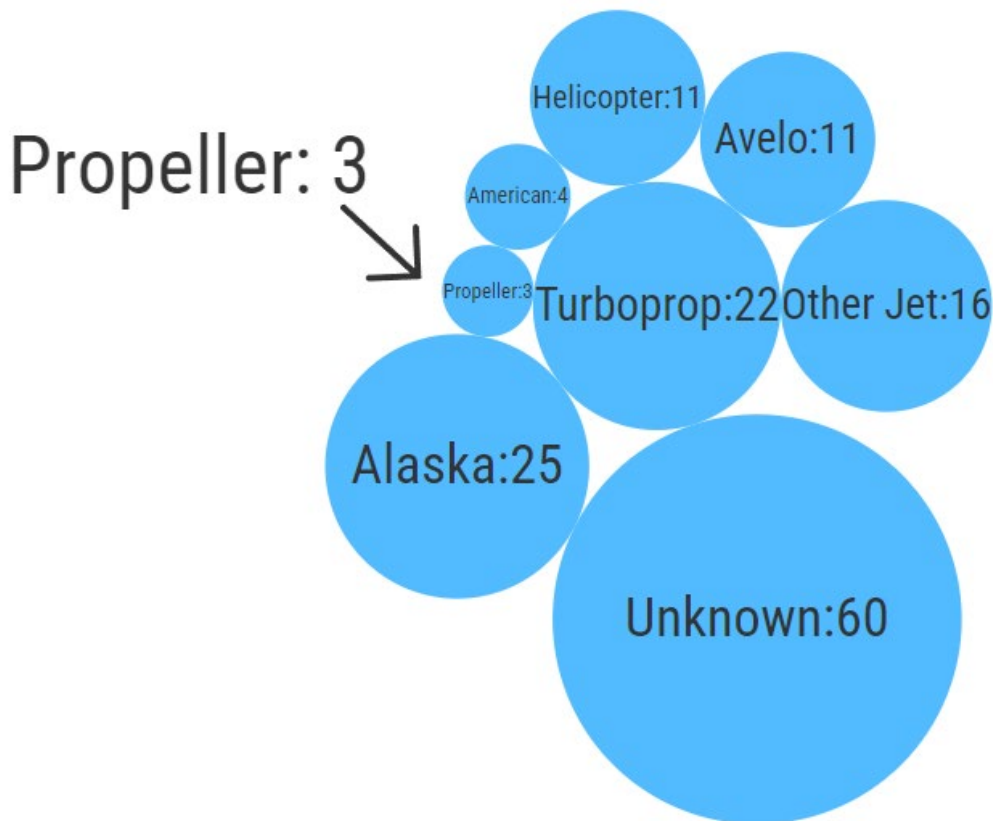 Helicopter:11
Avelo:11
Propeller: 3
American:4
Propeller:3
Turboprop:22
Other Jet:16
Alaska:25
Unknown:60